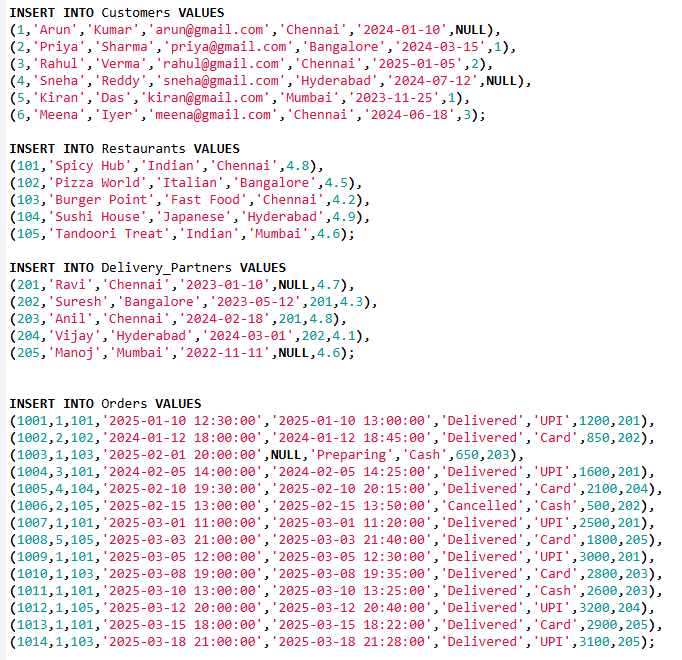 INSERT INTO Customers VALUES
(1,'Arun','Kumar','arun@gmail.com','Chennai','2024-01-10',NULL),
(2,'Priya','Sharma','priya@gmail.com','Bangalore','2024-03-15',1),
(3,'Rahul','Verma','rahul@gmail.com','Chennai','2025-01-05',2),
(4,'Sneha','Reddy','sneha@gmail.com','Hyderabad','2024-07-12',NULL),
(5,'Kiran','Das','kiran@gmail.com','Mumbai','2023-11-25',1),
(6,'Meena','Iyer','meena@gmail.com','Chennai','2024-06-18',3);
INSERT INTO Restaurants VALUES
(101,'Spicy Hub','Indian','Chennai',4.8),
(102,'Pizza World','Italian','Bangalore',4.5),
(103,'Burger Point','Fast Food','Chennai',4.2),
(104,'Sushi House','Japanese','Hyderabad',4.9),
(105,'Tandoori Treat','Indian','Mumbai',4.6);
INSERT INTO Delivery_Partners VALUES
(201,'Ravi','Chennai','2023-01-10',NULL,4.7),
(202,'Suresh','Bangalore','2023-05-12',201,4.3),
(203,'Anil','Chennai','2024-02-18',201,4.8),
(204,'Vijay','Hyderabad','2024-03-01',202,4.1),
(205,'Manoj','Mumbai','2022-11-11',NULL,4.6);
INSERT INTO Orders VALUES
(1001,1,101,'2025-01-10 12:30:00','2025-01-10 13:00:00','Delivered','UPI',1200,201),
(1002,2,102,'2024-01-12 18:00:00','2024-01-12 18:45:00','Delivered','Card',850,202),
(1003,1,103,'2025-02-01 20:00:00',NULL,'Preparing','Cash',650,203),
(1004,3,101,'2024-02-05 14:00:00','2024-02-05 14:25:00','Delivered','UPI',1600,201),
(1005,4,104,'2025-02-10 19:30:00','2025-02-10 20:15:00','Delivered','Card',2100,204),
(1006,2,105,'2025-02-15 13:00:00','2025-02-15 13:50:00','Cancelled','Cash',500,202),
(1007,1,101,'2025-03-01 11:00:00','2025-03-01 11:20:00','Delivered','UPI',2500,201),
(1008,5,105,'2025-03-03 21:00:00','2025-03-03 21:40:00','Delivered','Card',1800,205),
(1009,1,101,'2025-03-05 12:00:00','2025-03-05 12:30:00','Delivered','UPI',3000,201),
(1010,1,103,'2025-03-08 19:00:00','2025-03-08 19:35:00','Delivered','Card',2800,203),
(1011,1,101,'2025-03-10 13:00:00','2025-03-10 13:25:00','Delivered','Cash',2600,203),
(1012,1,105,'2025-03-12 20:00:00','2025-03-12 20:40:00','Delivered','UPI',3200,204),
(1013,1,101,'2025-03-15 18:00:00','2025-03-15 18:22:00','Delivered','Card',2900,205),
(1014,1,103,'2025-03-18 21:00:00','2025-03-18 21:28:00','Delivered','UPI',3100,205);